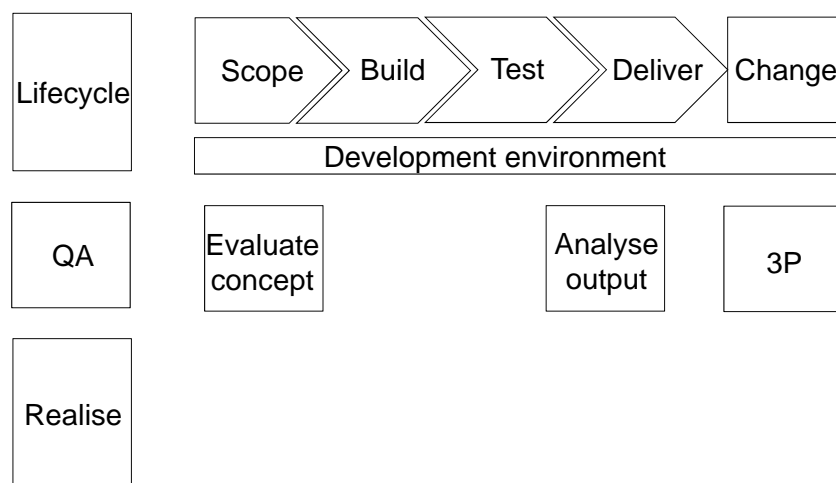 Lifecycle
Scope
Build
Test
Deliver
Change
Development environment
QA
Evaluate
concept
Analyse
output
3P
Realise